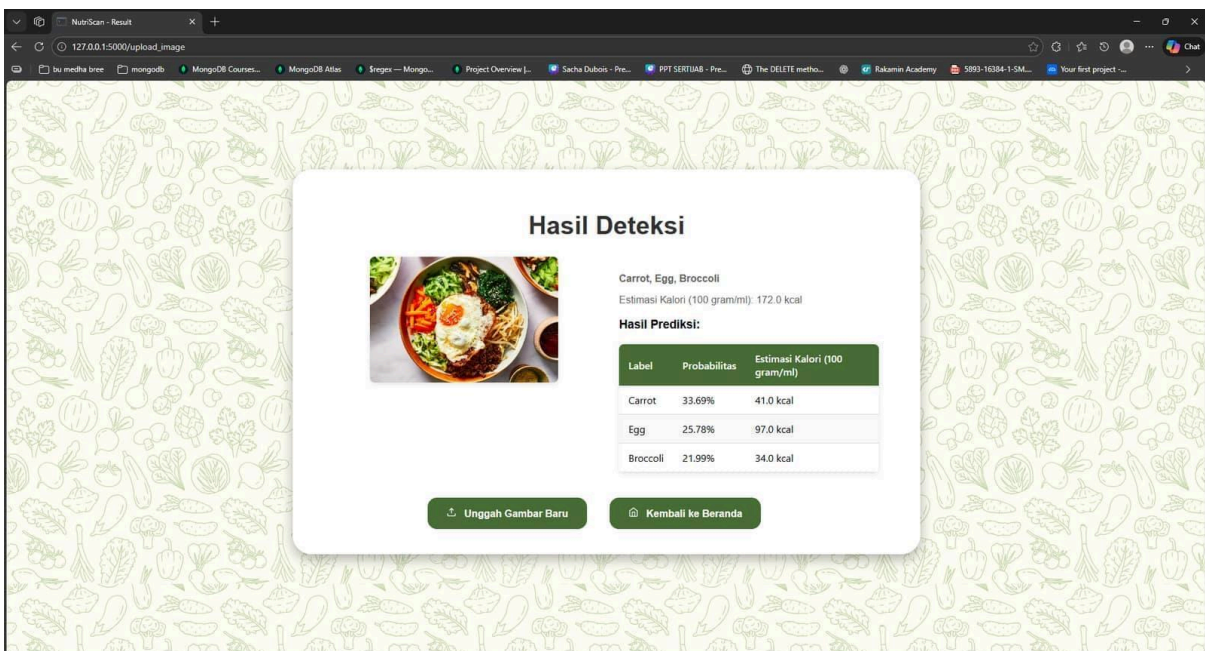 NutriScan - Result
127.0.0.1:5000/upload_image
Chat
bu medha bree
mongodb
MongoDB Courses...
MongoDB Atlas
$regex — Mongo...
Project Overview |...
Sacha Dubois - Pre...
PPT SERTIJAB - Pre...
The DELETE metho...
Rakamin Academy
5893-16384-1-SM....
Your first project -...
Hasil Deteksi
Carrot, Egg, Broccoli
Estimasi Kalori (100 gram/ml): 172.0 kcal
Hasil Prediksi:
Label Probabilitas Estimasi Kalori (100
gram/ml)
Carrot 33.69% 41.0 kcal
Egg 25.78% 97.0 kcal
Broccoli 21.99% 34.0 kcal
Unggah Gambar Baru
Kembali ke Beranda